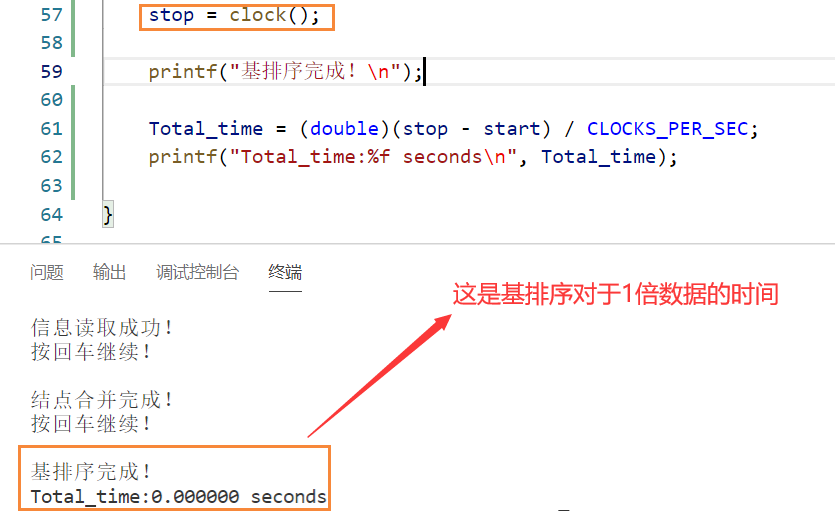 57 stop = clock();
58
59 printf("基排序完成！\n");
60
61 Total_time = (double)(stop - start) / CLOCKS_PER_SEC;
62 printf("Total_time:%f seconds\n", Total_time);
63
64 }
65
问题 输出 调试控制台 终端
这是基排序对于1倍数据的时间
信息读取成功！
按回车继续！
结点合并完成！
按回车继续！
基排序完成！
Total_time:0.000000 seconds